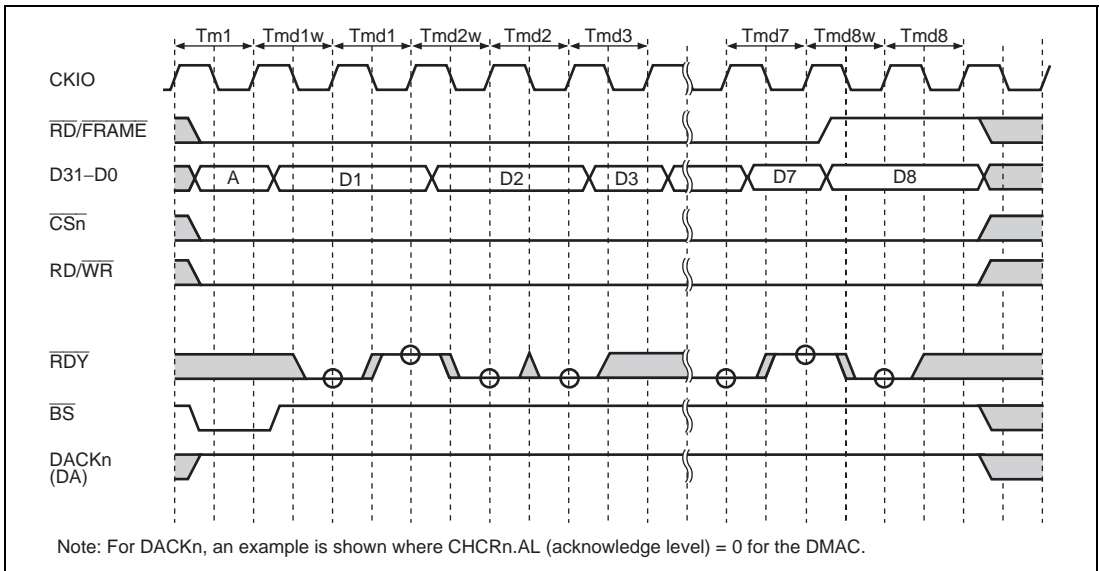 Tm1 Tmd1w Tmd1 Tmd2w Tmd2 Tmd3 Tmd7 Tmd8w Tmd8
CKIO
RD/FRAME
D31–D0 A D1 D2 D3 D7 D8
CSn
RD/WR
RDY
BS
DACKn
(DA)
Note: For DACKn, an example is shown where CHCRn.AL (acknowledge level) = 0 for the DMAC.